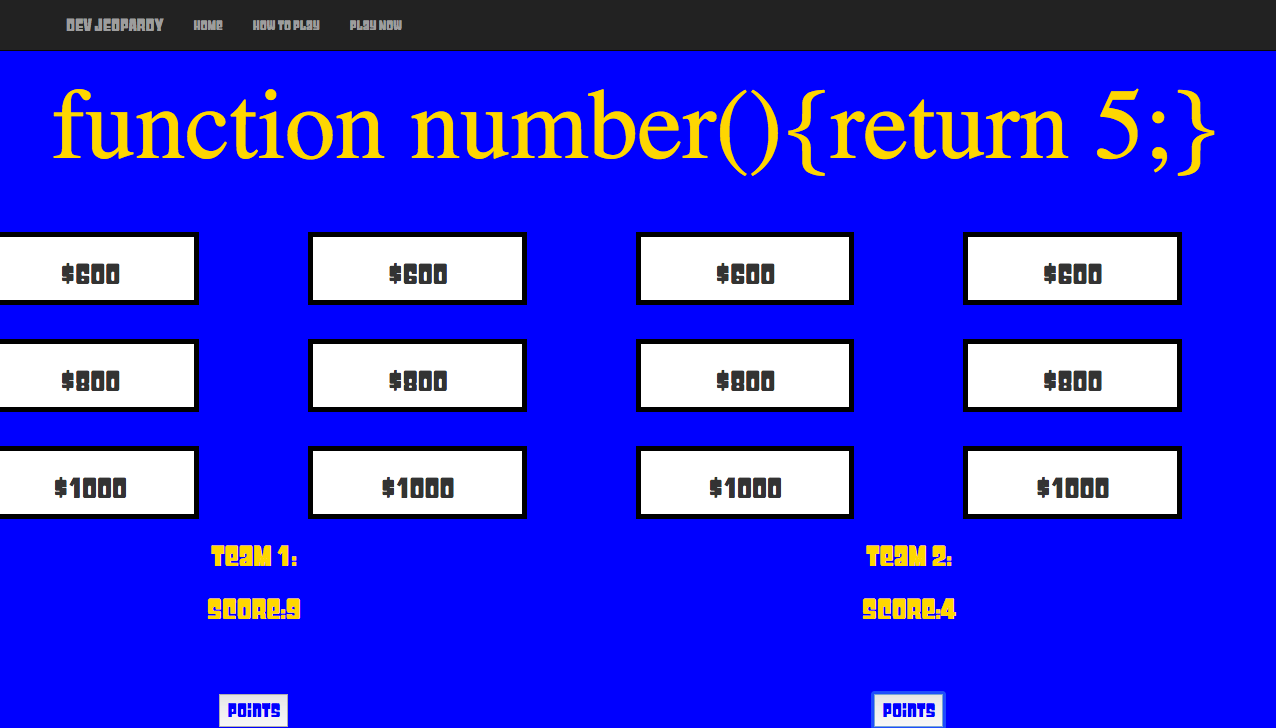 DEV JEOPARDY HOME HOW TO PLAY PLAY NOW
function number(){return 5;}
$600 $600 $600 $600
$800 $800 $800 $800
$1000 $1000 $1000 $1000
TEAM 1: TEAM 2:
SCORE:9 SCORE:4
POINTS POINTS